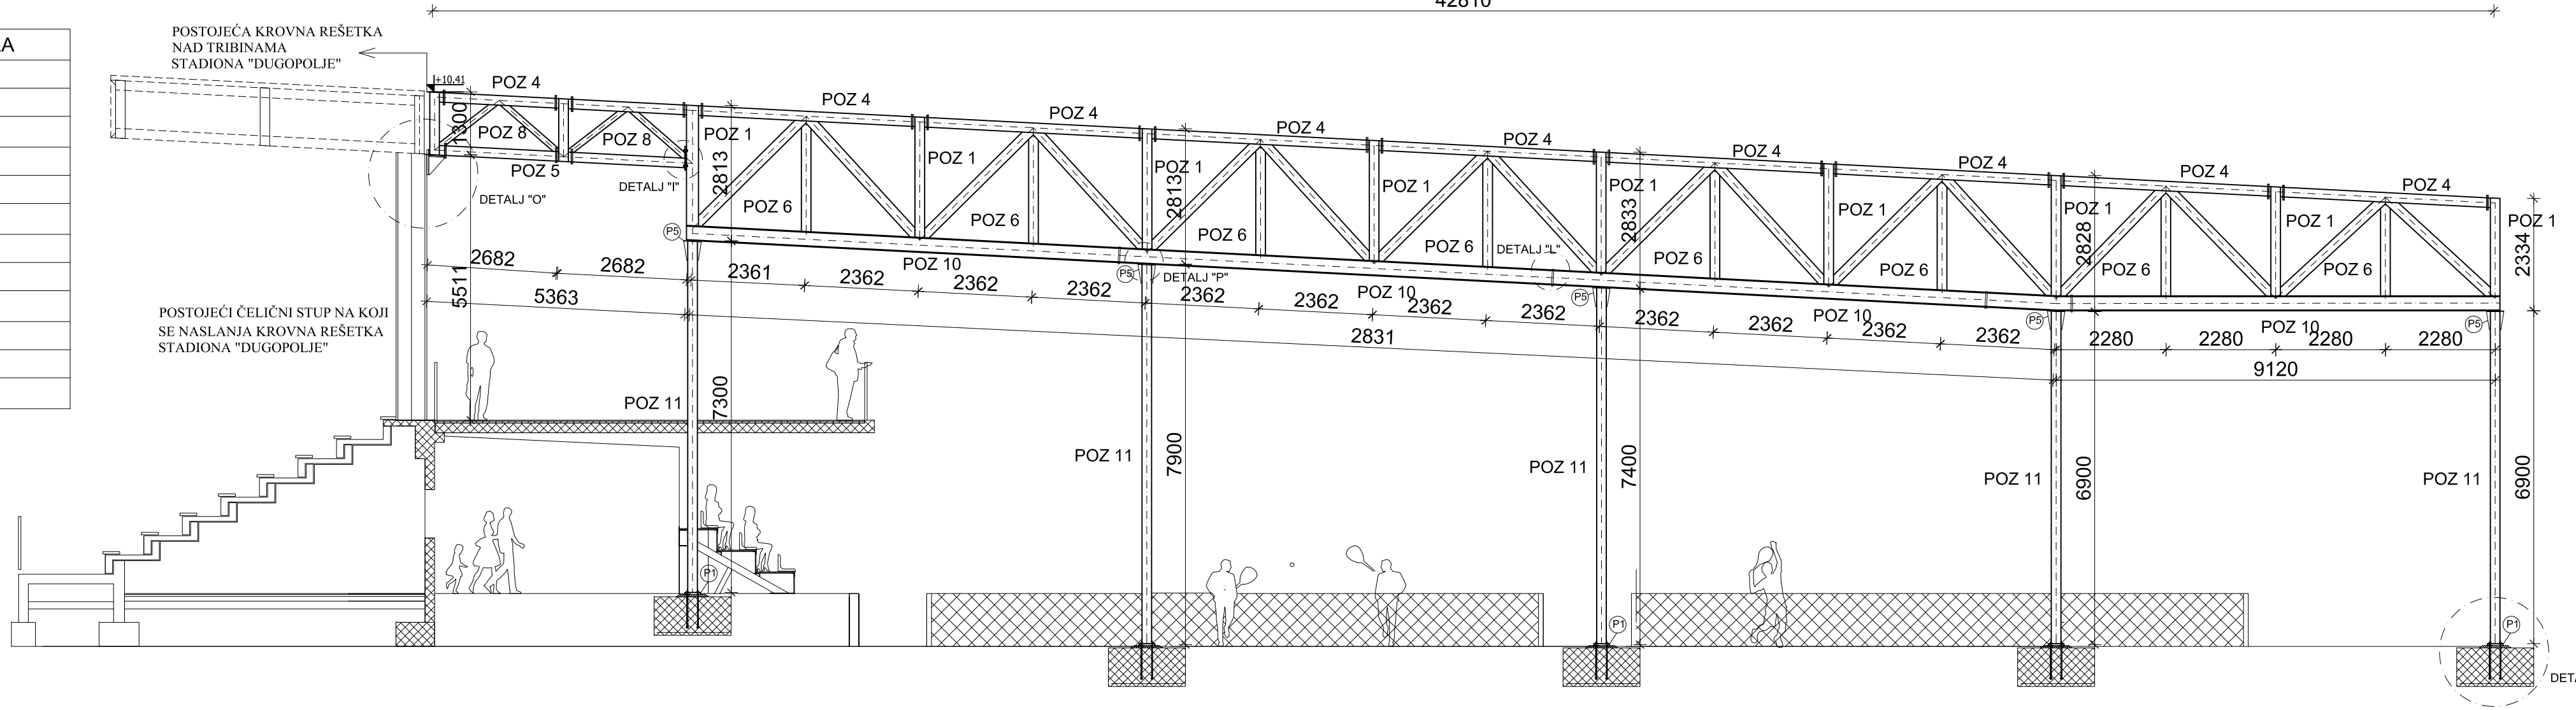 42810
POSTOJEĆA KROVNA REŠETKA
NAD TRIBINAMA
STADIONA "DUGOPOLJE"
+10.41
POZ 4
POZ 4
POZ 4
POZ 4
POZ 4
POZ 4
POZ 4
POZ 4
POZ 4
1300
POZ 8
POZ 8
POZ 5
POZ 1
POZ 1
POZ 1
POZ 1
POZ 1
POZ 1
POZ 1
POZ 1
POZ 1
2813
2813
2833
2828
2334
DETALJ "O"
DETALJ "I"
POZ 6
POZ 6
POZ 6
POZ 6
POZ 6
POZ 6
POZ 6
POZ 6
DETALJ "L"
DETALJ "P"
P5
P5
P5
P5
P5
POZ 10
POZ 10
POZ 10
POZ 10
2682
2682
2361
2362
2362
2362
2362
2362
2362
2362
2362
2362
2362
2362
2280
2280
2280
2280
5363
2831
9120
5511
POSTOJEĆI ČELIČNI STUP NA KOJI
SE NASLANJA KROVNA REŠETKA
STADIONA "DUGOPOLJE"
POZ 11
POZ 11
POZ 11
POZ 11
POZ 11
7300
7900
7400
6900
6900
P1
P1
P1